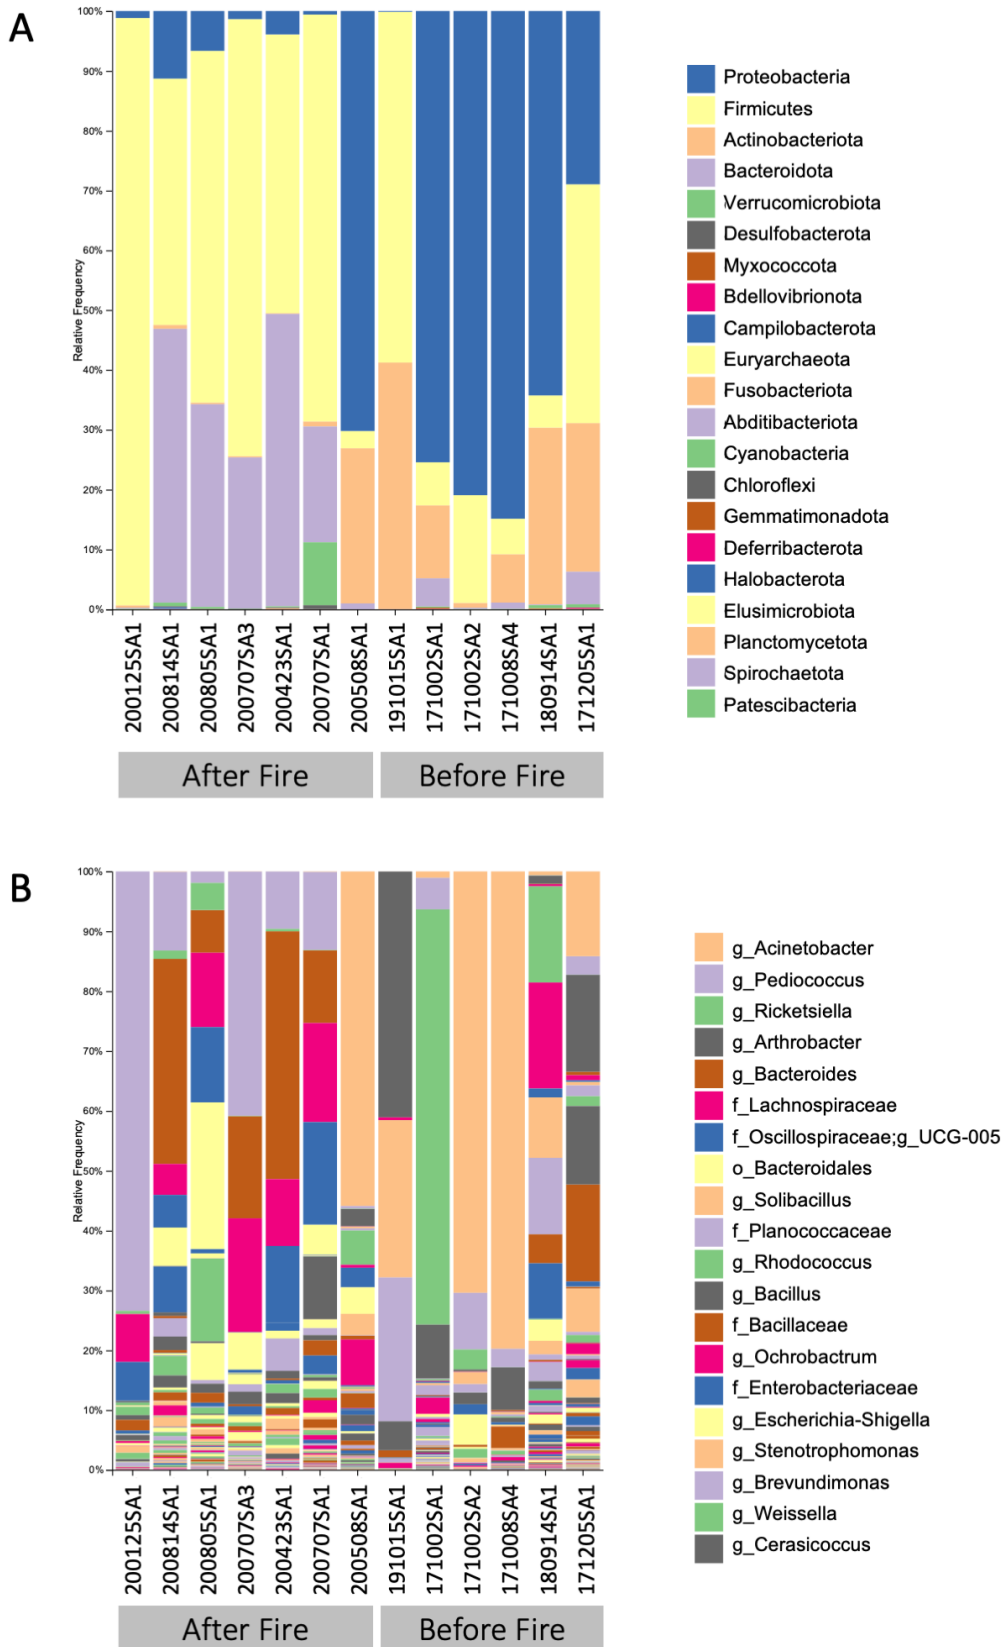 A
100%
90%
80%
70%
60%
50%
40%
30%
20%
10%
0%
Relative Frequency
Proteobacteria
Firmicutes
Actinobacteriota
Bacteroidota
Verrucomicrobiota
Desulfobacterota
Myxococcota
Bdellovibrionota
Campilobacterota
Euryarchaeota
Fusobacteriota
Abditibacteriota
Cyanobacteria
Chloroflexi
Gemmatimonadota
Deferribacterota
Halobacterota
Elusimicrobiota
Planctomycetota
Spirochaetota
Patescibacteria
200125SA1
200814SA1
200805SA1
200707SA3
200423SA1
200707SA1
200508SA1
191015SA1
171002SA1
171002SA2
171008SA4
180914SA1
171205SA1
After Fire
Before Fire
B
100%
90%
80%
70%
60%
50%
40%
30%
20%
10%
0%
Relative Frequency
g_Acinetobacter
g_Pediococcus
g_Ricketsiella
g_Arthrobacter
g_Bacteroides
f_Lachnospiraceae
f_Oscillospiraceae;g_UCG-005
o_Bacteroidales
g_Solibacillus
f_Planococcaceae
g_Rhodococcus
g_Bacillus
f_Bacillaceae
g_Ochrobactrum
f_Enterobacteriaceae
g_Escherichia-Shigella
g_Stenotrophomonas
g_Brevundimonas
g_Weissella
g_Cerasicoccus
200125SA1
200814SA1
200805SA1
200707SA3
200423SA1
200707SA1
200508SA1
191015SA1
171002SA1
171002SA2
171008SA4
180914SA1
171205SA1
After Fire
Before Fire